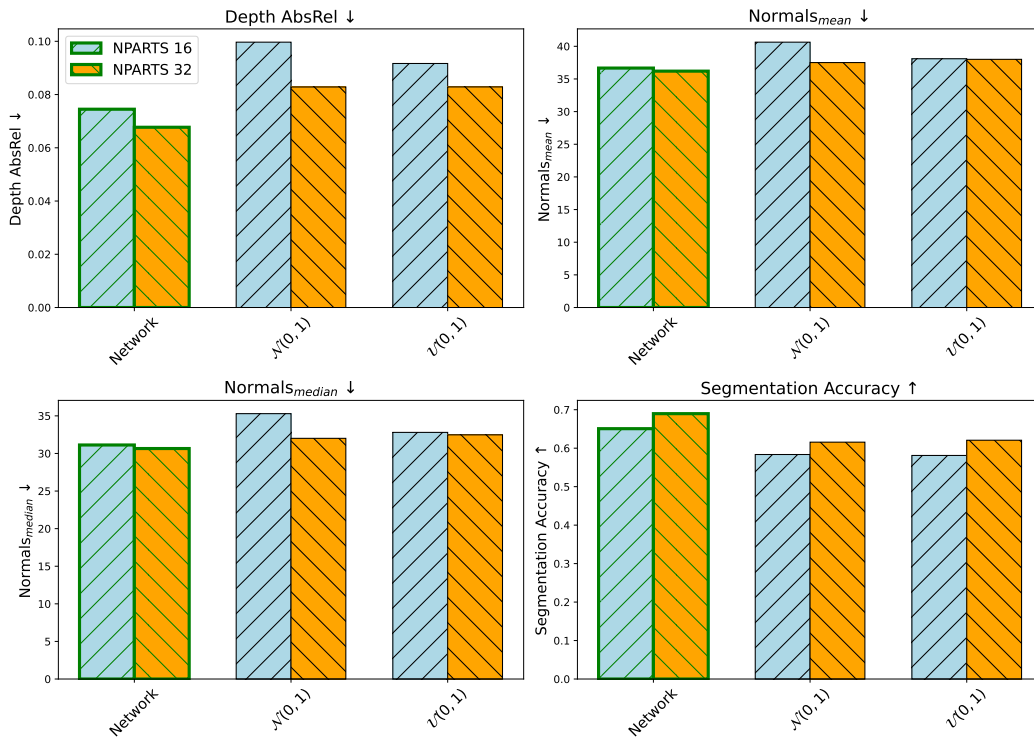 Depth AbsRel ↓
Depth AbsRel ↓
0.10
0.08
0.06
0.04
0.02
0.00
NPARTS 16
NPARTS 32
Network
𝒩(0, 1)
𝒰(0, 1)
Normals_mean ↓
Normals_mean ↓
40
35
30
25
20
15
10
5
0
Network
𝒩(0, 1)
𝒰(0, 1)
Normals_median ↓
Normals_median ↓
35
30
25
20
15
10
5
0
Network
𝒩(0, 1)
𝒰(0, 1)
Segmentation Accuracy ↑
Segmentation Accuracy ↑
0.7
0.6
0.5
0.4
0.3
0.2
0.1
0.0
Network
𝒩(0, 1)
𝒰(0, 1)